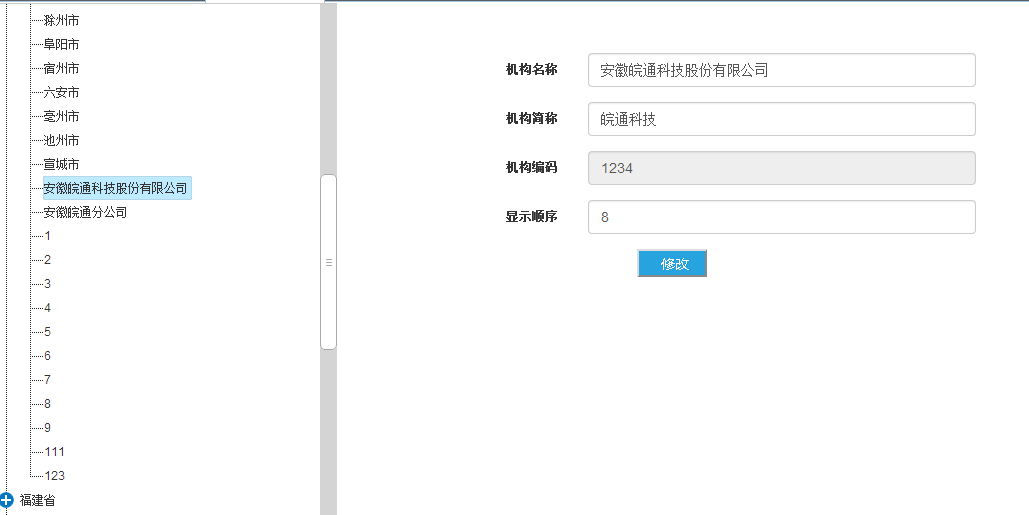 滁州市
阜阳市
宿州市
六安市
亳州市
池州市
宣城市
安徽皖通科技股份有限公司
安徽皖通分公司
1
2
3
4
5
6
7
8
9
111
123
福建省
机构名称 安徽皖通科技股份有限公司
机构简称 皖通科技
机构编码 1234
显示顺序 8
修改